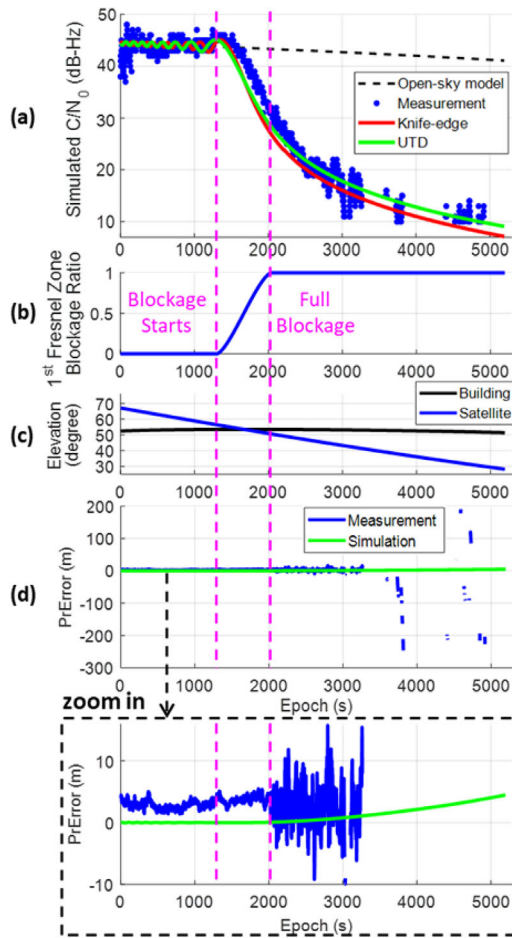 (a)
Simulated C/N0 (dB-Hz)
50
40
30
20
10
Open-sky model
Measurement
Knife-edge
UTD
0 1000 2000 3000 4000 5000
(b)
1st Fresnel Zone
Blockage Ratio
1
0.5
0
Blockage
Starts
Full
Blockage
0 1000 2000 3000 4000 5000
(c)
Elevation
(degree)
70
60
50
40
30
Building
Satellite
0 1000 2000 3000 4000 5000
(d)
PrError (m)
200
100
0
-100
-200
-300
Measurement
Simulation
0 1000 2000 3000 4000 5000
Epoch (s)
zoom in
PrError (m)
10
0
-10
0 1000 2000 3000 4000 5000
Epoch (s)